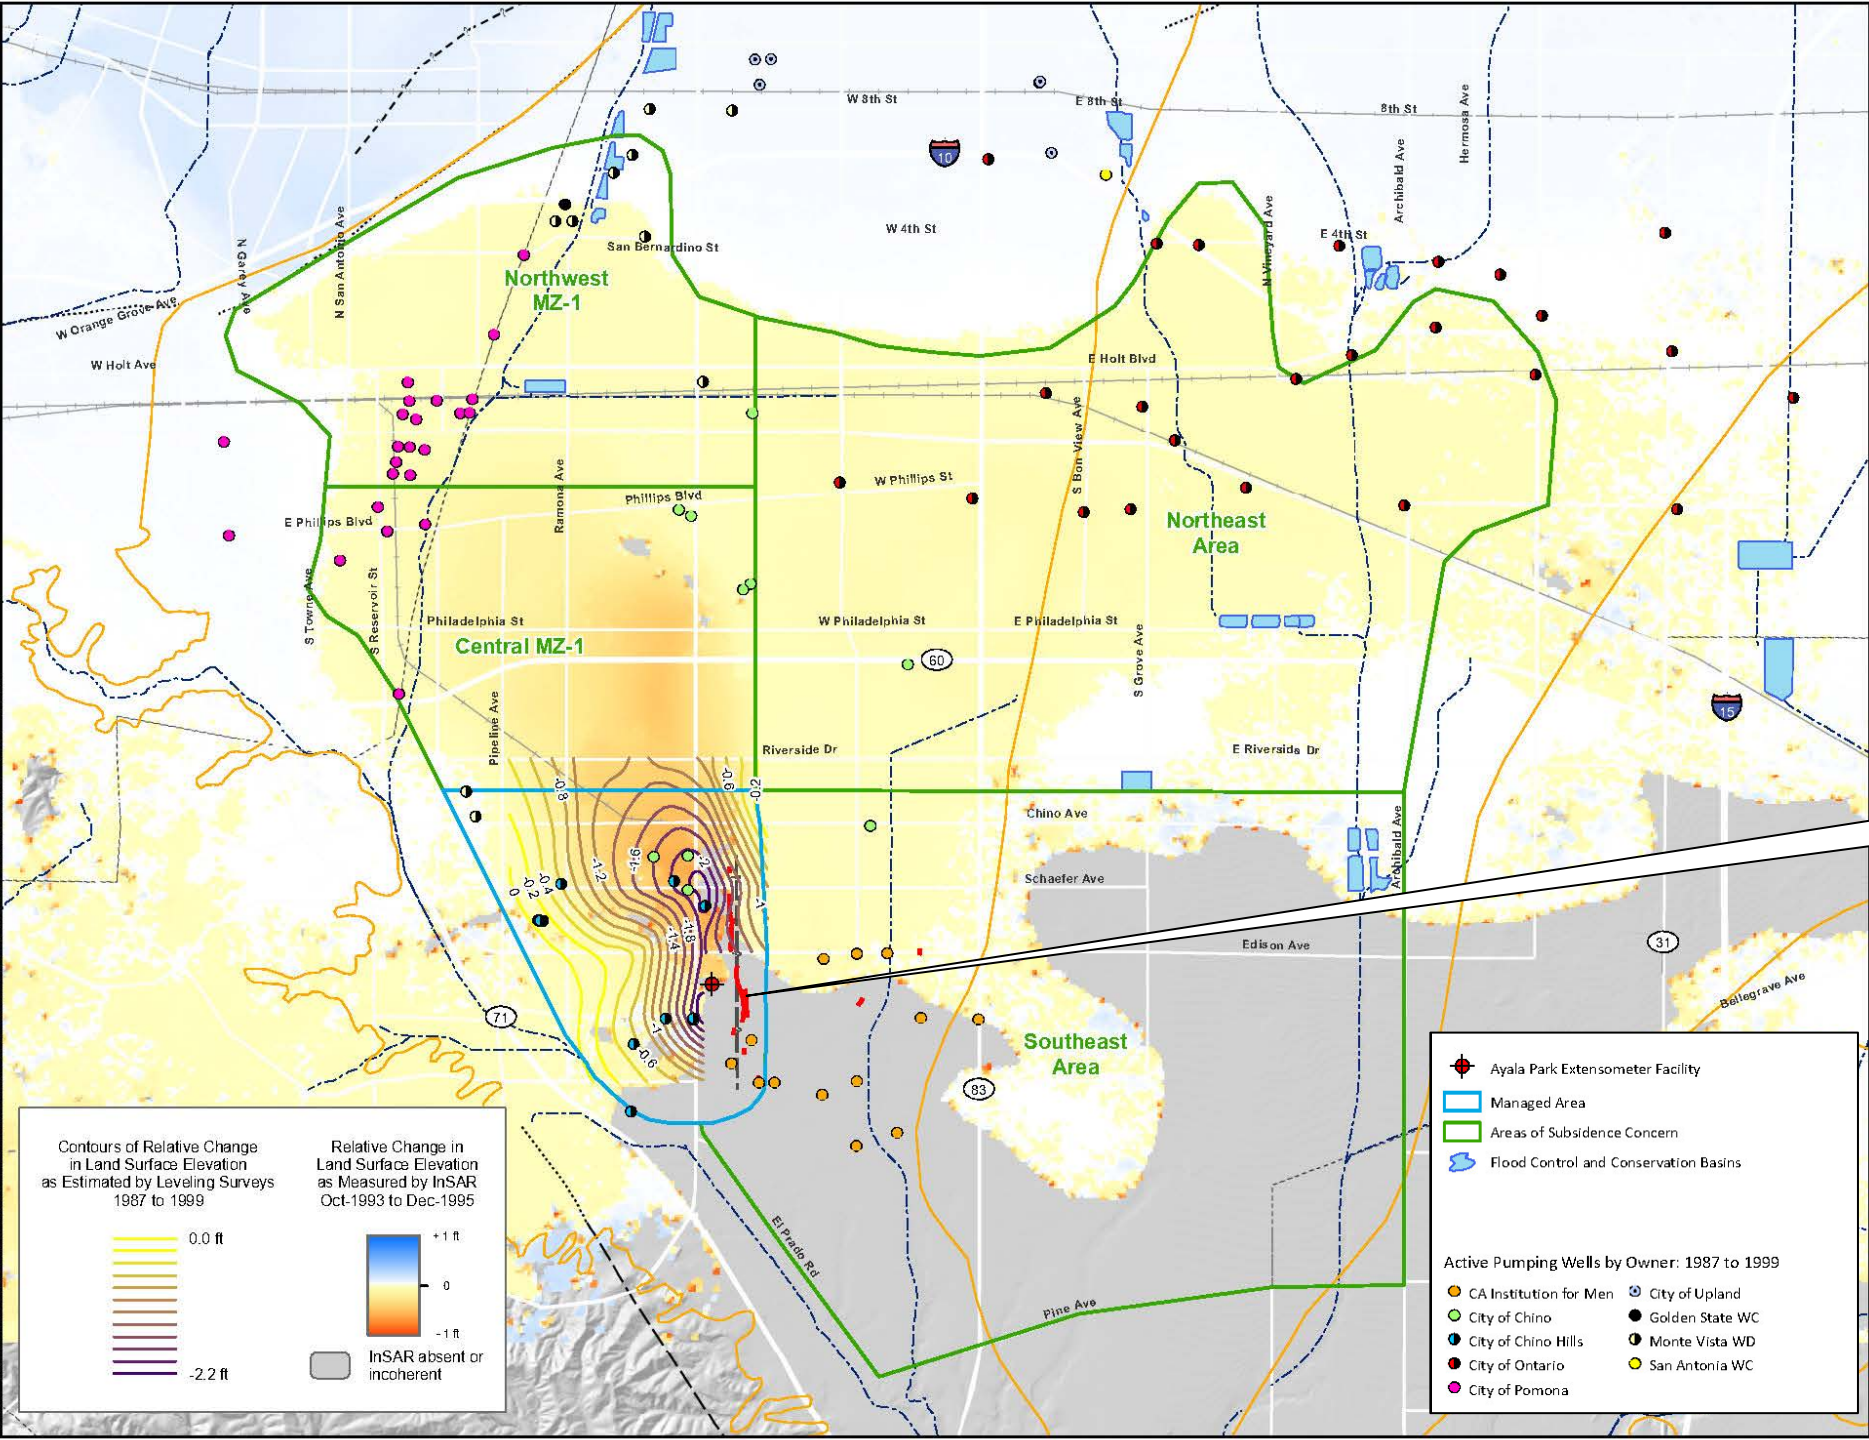 W 8th St
E 8th St
8th St
Hermosa Ave
Archibald Ave
10
W 4th St
E 4th St
N Vineyard Ave
N San Antonio Ave
N Garey Ave
San Bernardino St
Northwest
MZ-1
W Orange Grove Ave
W Holt Ave
E Holt Blvd
S Bon View Ave
Ramona Ave
Phillips Blvd
W Phillips St
E Phillips Blvd
Northeast
Area
S Towne Ave
S Reservoir St
Philadelphia St
W Philadelphia St
E Philadelphia St
Central MZ-1
60
S Grove Ave
Pipeline Ave
15
Riverside Dr
E Riverside Dr
-0.8
-0.6
-0.2
Chino Ave
Archibald Ave
-1.6
-2
-1.2
-0.4
-0.2
0
Schaefer Ave
-1
-1.8
-1.4
Edison Ave
31
Bellegrave Ave
71
-1
-0.6
Southeast
Area
83
El Prado Rd
Pine Ave
Contours of Relative Change
in Land Surface Elevation
as Estimated by Leveling Surveys
1987 to 1999
0.0 ft
-2.2 ft
Relative Change in
Land Surface Elevation
as Measured by InSAR
Oct-1993 to Dec-1995
+1 ft
0
-1 ft
InSAR absent or
incoherent
Ayala Park Extensometer Facility
Managed Area
Areas of Subsidence Concern
Flood Control and Conservation Basins
Active Pumping Wells by Owner: 1987 to 1999
CA Institution for Men
City of Chino
City of Chino Hills
City of Ontario
City of Pomona
City of Upland
Golden State WC
Monte Vista WD
San Antonia WC